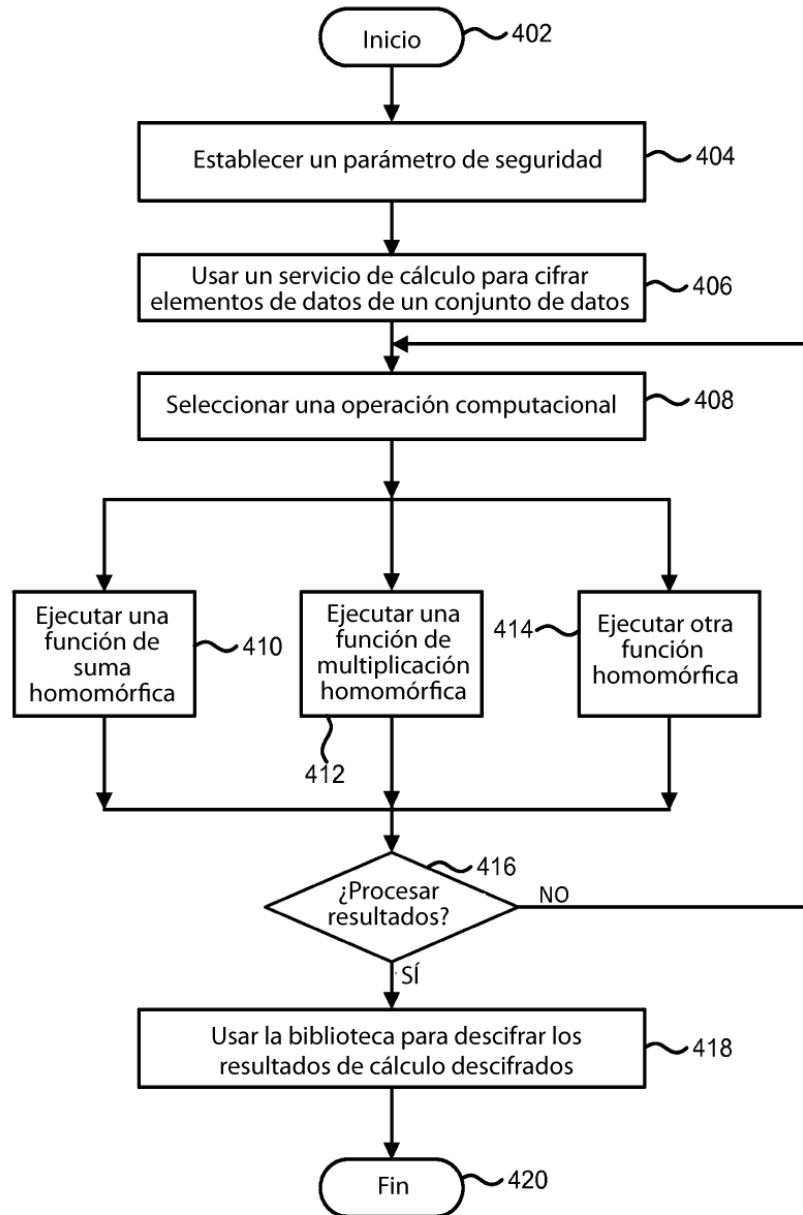 Inicio
402
Establecer un parámetro de seguridad
404
Usar un servicio de cálculo para cifrar
elementos de datos de un conjunto de datos
406
Seleccionar una operación computacional
408
Ejecutar una
función de
suma
homomórfica
410
Ejecutar una
función de
multiplicación
homomórfica
412
414
Ejecutar otra
función
homomórfica
416
¿Procesar
resultados?
NO
SÍ
Usar la biblioteca para descifrar los
resultados de cálculo descifrados
418
Fin
420